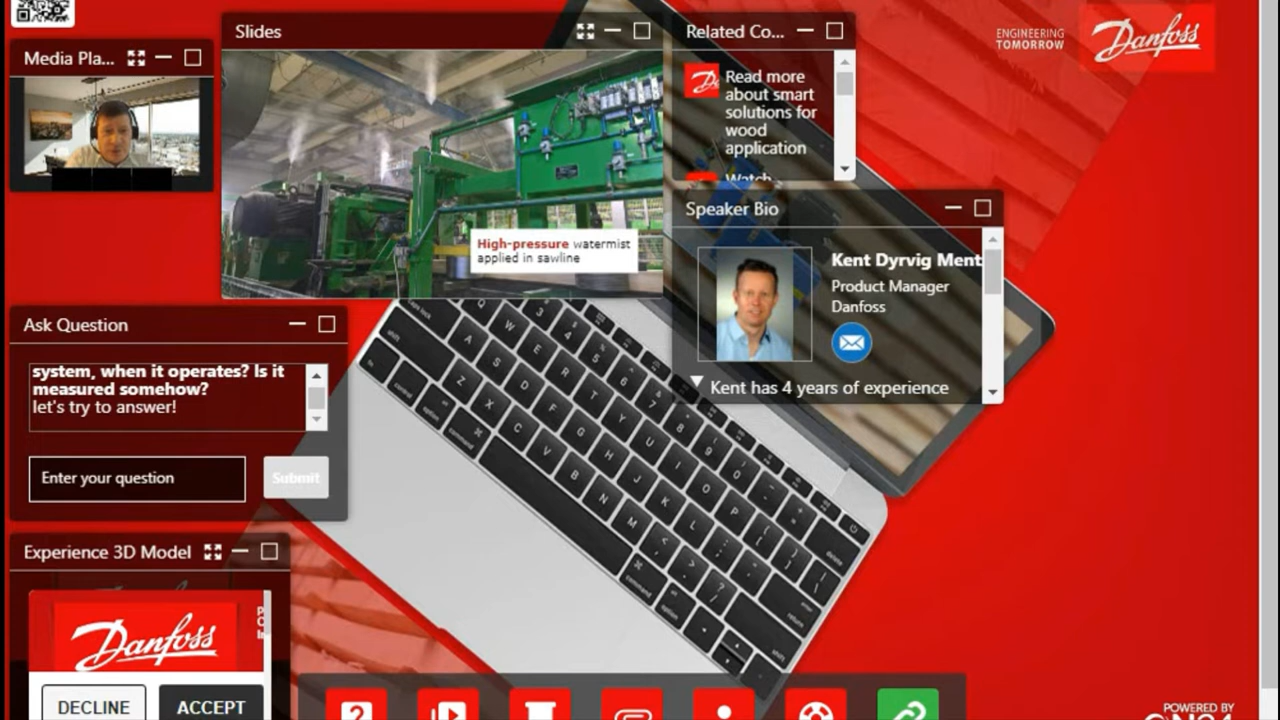 Slides
Related Co...
ENGINEERING
TOMORROW
Danfoss
Media Pla...
Read more
about smart
solutions for
wood
application
Watch
High-pressure watermist
applied in sawline
Speaker Bio
Kent Dyrvig Ment
Product Manager
Danfoss
Kent has 4 years of experience
Ask Question
system, when it operates? Is it
measured somehow?
let's try to answer!
Enter your question
Submit
Experience 3D Model
Danfoss
DECLINE
ACCEPT
POWERED BY